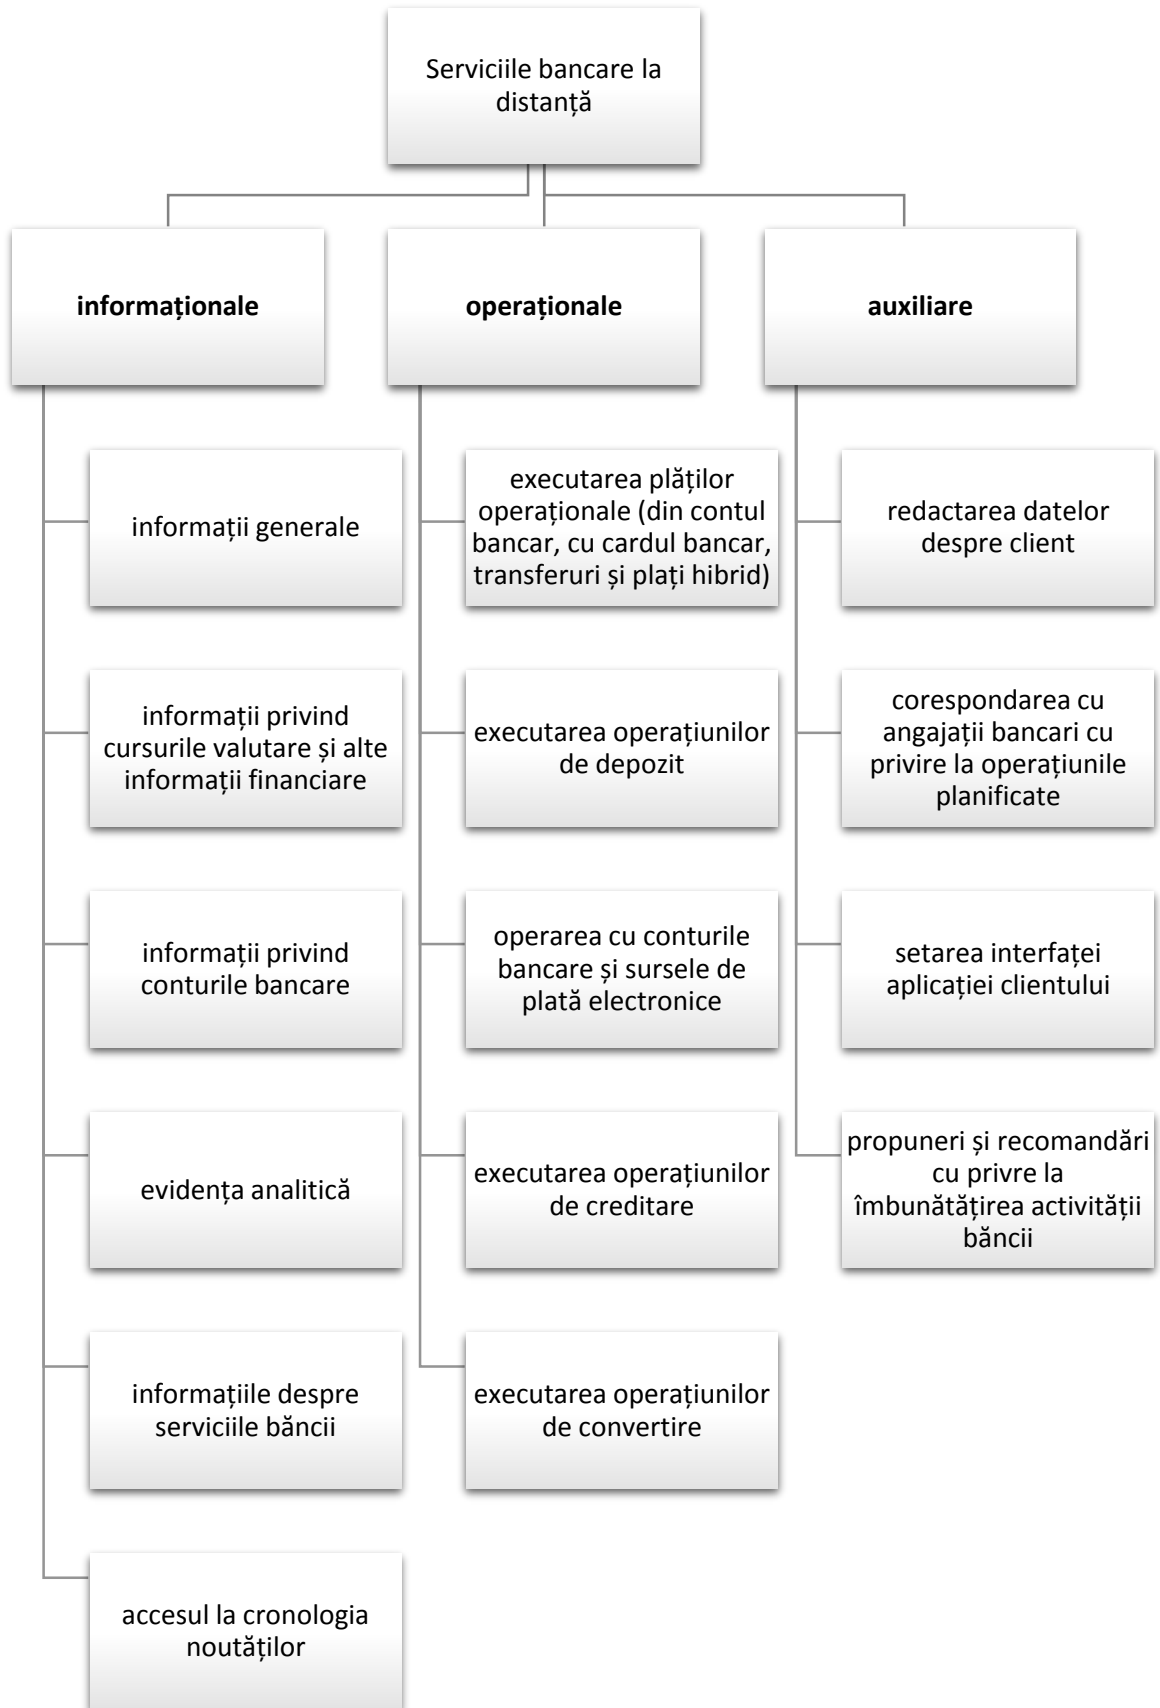 Serviciile bancare la
distanță
informaționale
operaționale
auxiliare
informații generale
informații privind
cursurile valutare și alte
informații financiare
informații privind
conturile bancare
evidența analitică
informațiile despre
serviciile băncii
accesul la cronologia
noutăților
executarea plăților
operaționale (din contul
bancar, cu cardul bancar,
transferuri și plați hibrid)
executarea operațiunilor
de depozit
operarea cu conturile
bancare și sursele de
plată electronice
executarea operațiunilor
de creditare
executarea operațiunilor
de convertire
redactarea datelor
despre client
corespondarea cu
angajații bancari cu
privire la operațiunile
planificate
setarea interfaței
aplicației clientului
propuneri și recomandări
cu privre la
îmbunătățirea activității
băncii